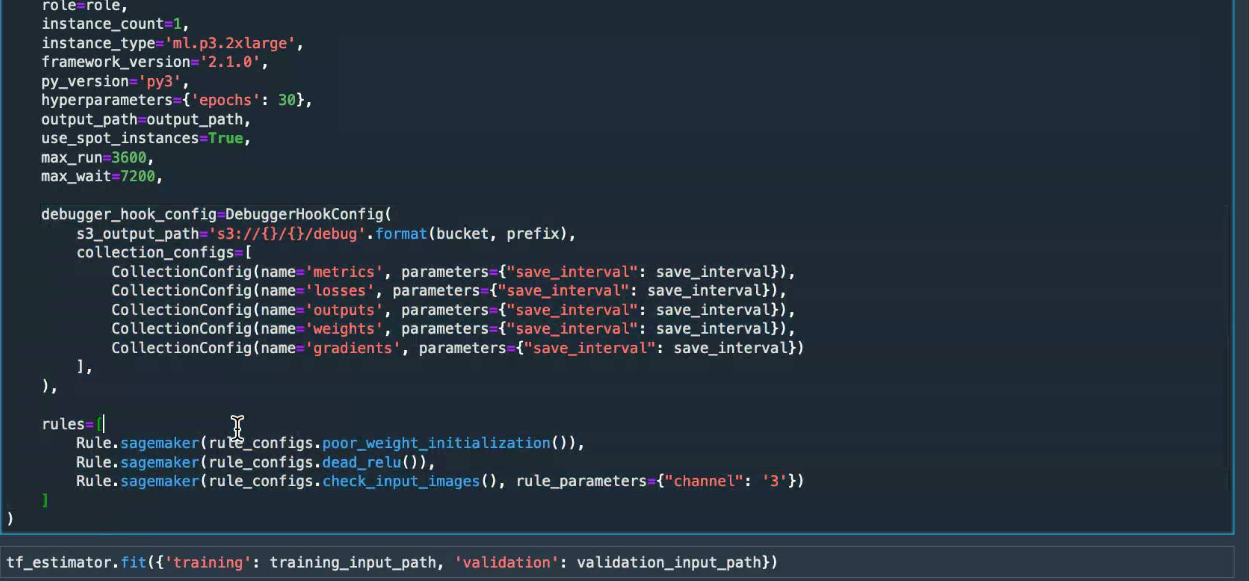 role=role,
instance_count=1,
instance_type='ml.p3.2xlarge',
framework_version='2.1.0',
py_version='py3',
hyperparameters={'epochs': 30},
output_path=output_path,
use_spot_instances=True,
max_run=3600,
max_wait=7200,
debugger_hook_config=DebuggerHookConfig(
s3_output_path='s3://{}/{}/debug'.format(bucket, prefix),
collection_configs=[
CollectionConfig(name='metrics', parameters={"save_interval": save_interval}),
CollectionConfig(name='losses', parameters={"save_interval": save_interval}),
CollectionConfig(name='outputs', parameters={"save_interval": save_interval}),
CollectionConfig(name='weights', parameters={"save_interval": save_interval}),
CollectionConfig(name='gradients', parameters={"save_interval": save_interval})
],
),
rules=[
Rule.sagemaker(rule_configs.poor_weight_initialization()),
Rule.sagemaker(rule_configs.dead_relu()),
Rule.sagemaker(rule_configs.check_input_images(), rule_parameters={"channel": '3'})
]
)
tf_estimator.fit({'training': training_input_path, 'validation': validation_input_path})